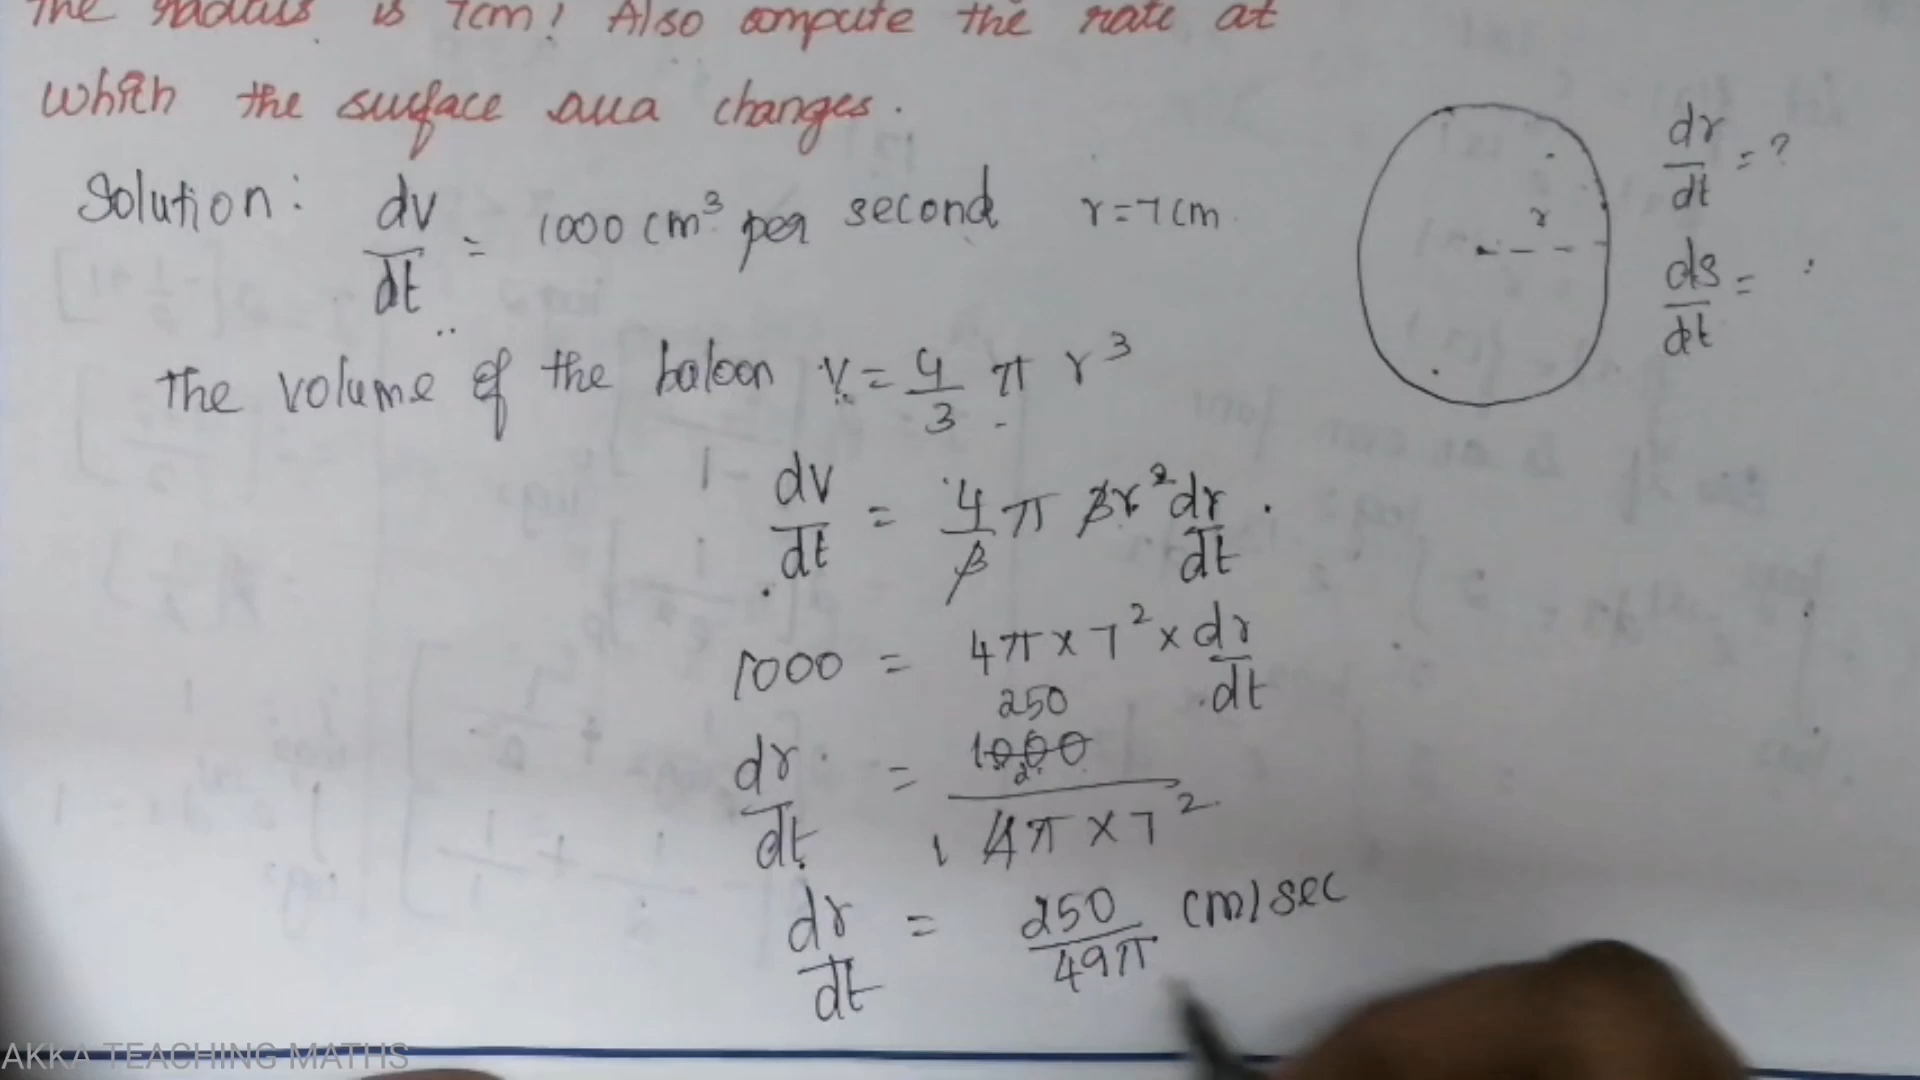 the radius is 7cm? Also compute the rate at
which the surface area changes.
Solution: dv/dt = 1000 cm³ per second r=7cm
dr/dt = ?
r
ds/dt =
The volume of the baloon v = 4/3 π r³
dv/dt = 4/3 π 3r² dr/dt .
1000 = 4π x 7² x dr/dt
250
dr/dt = 1000 / 4π x 7²
1
dr/dt = 250/49π cm/sec
AKKA TEACHING MATHS